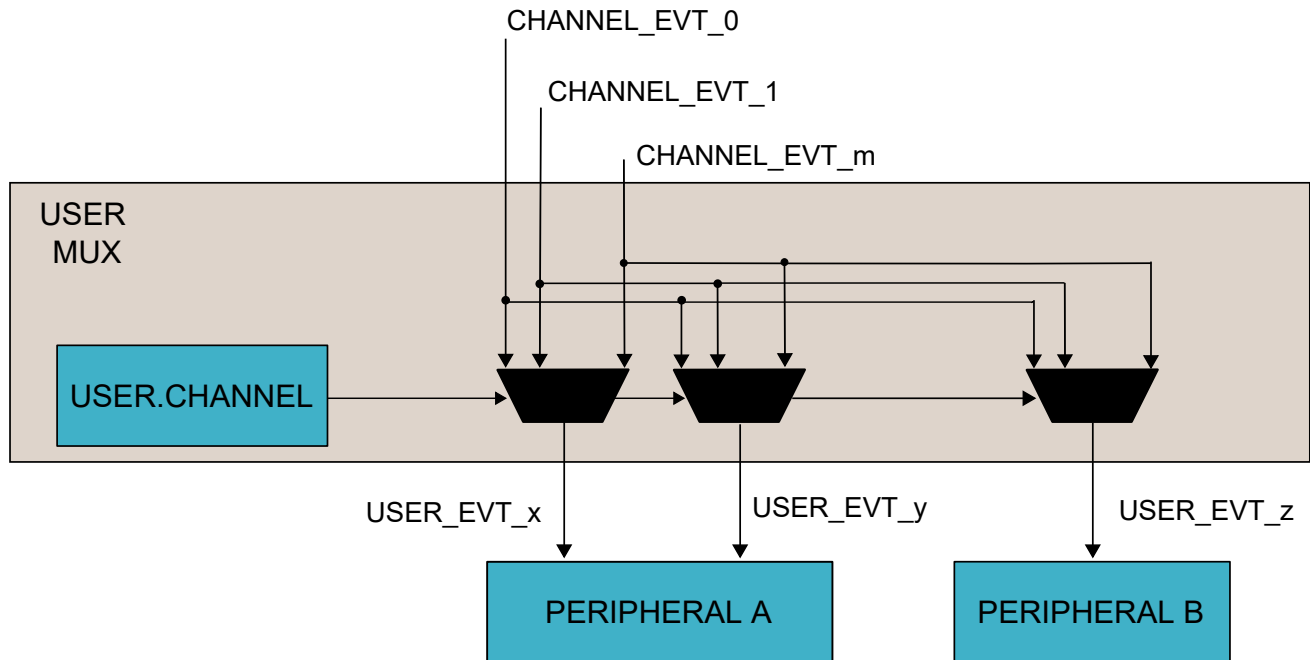 CHANNEL_EVT_0
CHANNEL_EVT_1
CHANNEL_EVT_m
USER
MUX
USER.CHANNEL
USER_EVT_x
USER_EVT_y
USER_EVT_z
PERIPHERAL A
PERIPHERAL B